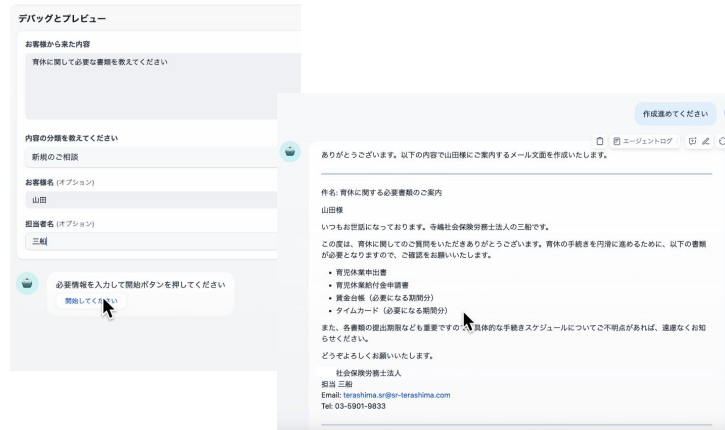 デバッグとプレビュー
お客様から来た内容
育休に関して必要な書類を教えてください
内容の分類を教えてください
新規のご相談
お客様名 (オプション)
山田
担当者名 (オプション)
三船
必要情報を入力して開始ボタンを押してください
開始してください
作成進めてください
エージェントログ
ありがとうございます。以下の内容で山田様にご案内するメール文面を作成いたします。
件名: 育休に関する必要書類のご案内
山田様
いつもお世話になっております。寺嶋社会保険労務士法人の三船です。
この度は、育休に関してのご質問をいただきありがとうございます。育休の手続きを円滑に進めるために、以下の書類
が必要となりますので、ご確認をお願いいたします。
• 育児休業申出書
• 育児休業給付金申請書
• 賃金台帳（必要になる期間分）
• タイムカード（必要になる期間分）
また、各書類の提出期限なども重要ですので、具体的な手続きスケジュールについてご不明点があれば、遠慮なくお知
らせください。
どうぞよろしくお願いいたします。
社会保険労務士法人
担当 三船
Email: terashima.sr@sr-terashima.com
Tel: 03-5901-9833